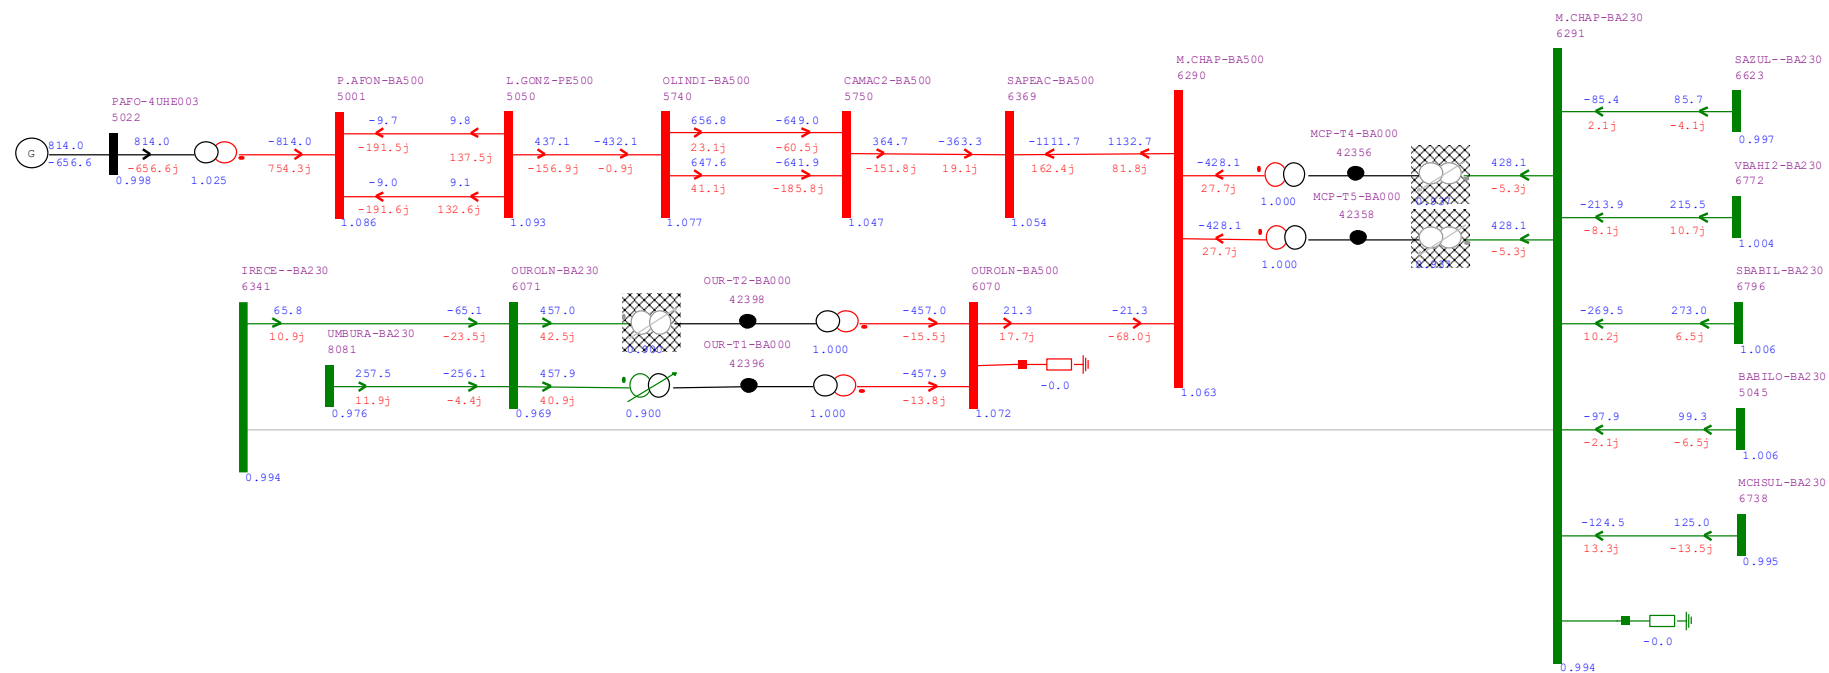 M.CHAP-BA230
6291
SAZUL--BA230
6623
-85.4 85.7
2.1j -4.1j
0.997
VBAHI2-BA230
6772
-213.9 215.5
-8.1j 10.7j
1.004
SBABIL-BA230
6796
-269.5 273.0
10.2j 6.5j
1.006
BABILO-BA230
5045
-97.9 99.3
-2.1j -6.5j
1.006
MCHSUL-BA230
6738
-124.5 125.0
13.3j -13.5j
0.995
-0.0
0.994
PAFO-4UHE003
5022
G
814.0 814.0 -814.0
-656.6 -656.6j 754.3j
0.998 1.025
P.AFON-BA500
5001
-9.7 9.8
-191.5j 137.5j
-9.0 9.1
-191.6j 132.6j
1.086
L.GONZ-PE500
5050
437.1 -432.1
-156.9j -0.9j
1.093
OLINDI-BA500
5740
656.8 -649.0
23.1j -60.5j
647.6 -641.9
41.1j -185.8j
1.077
CAMAC2-BA500
5750
364.7 -363.3
-151.8j 19.1j
1.047
SAPEAC-BA500
6369
-1111.7 1132.7
162.4j 81.8j
1.054
M.CHAP-BA500
6290
-428.1
27.7j
1.000
MCP-T4-BA000
42356
428.1
-5.3j
-428.1
27.7j
1.000
MCP-T5-BA000
42358
428.1
-5.3j
1.063
IRECE--BA230
6341
65.8 -65.1
10.9j -23.5j
UMBURA-BA230
8081
257.5 -256.1
11.9j -4.4j
0.976
0.994
OUROLN-BA230
6071
457.0
42.5j
457.9
40.9j
0.969
0.900
OUR-T2-BA000
42398
1.000
-457.0
-15.5j
OUR-T1-BA000
42396
1.000
-457.9
-13.8j
OUROLN-BA500
6070
21.3 -21.3
17.7j -68.0j
-0.0
1.072